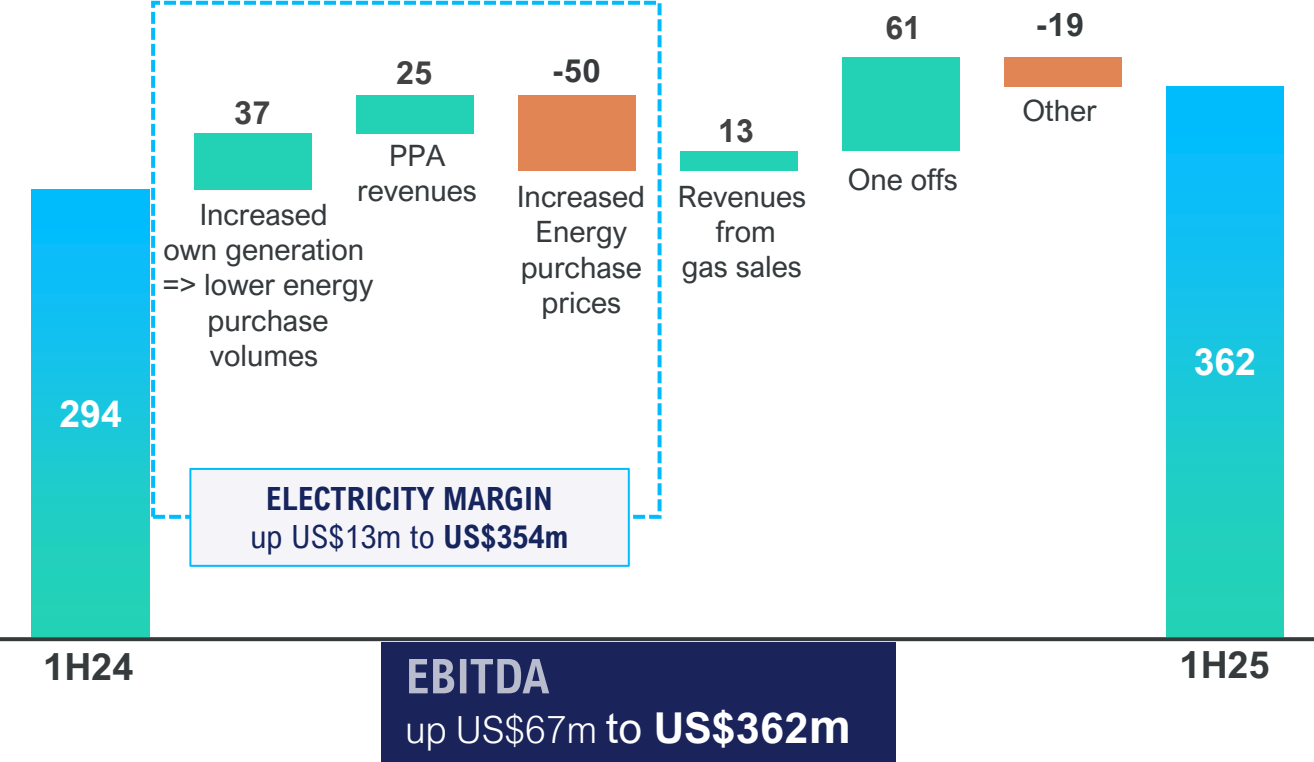 294
1H24
37
Increased
own generation
=> lower energy
purchase
volumes
25
PPA
revenues
-50
Increased
Energy
purchase
prices
ELECTRICITY MARGIN
up US$13m to US$354m
13
Revenues
from
gas sales
61
One offs
-19
Other
362
1H25
EBITDA
up US$67m to US$362m